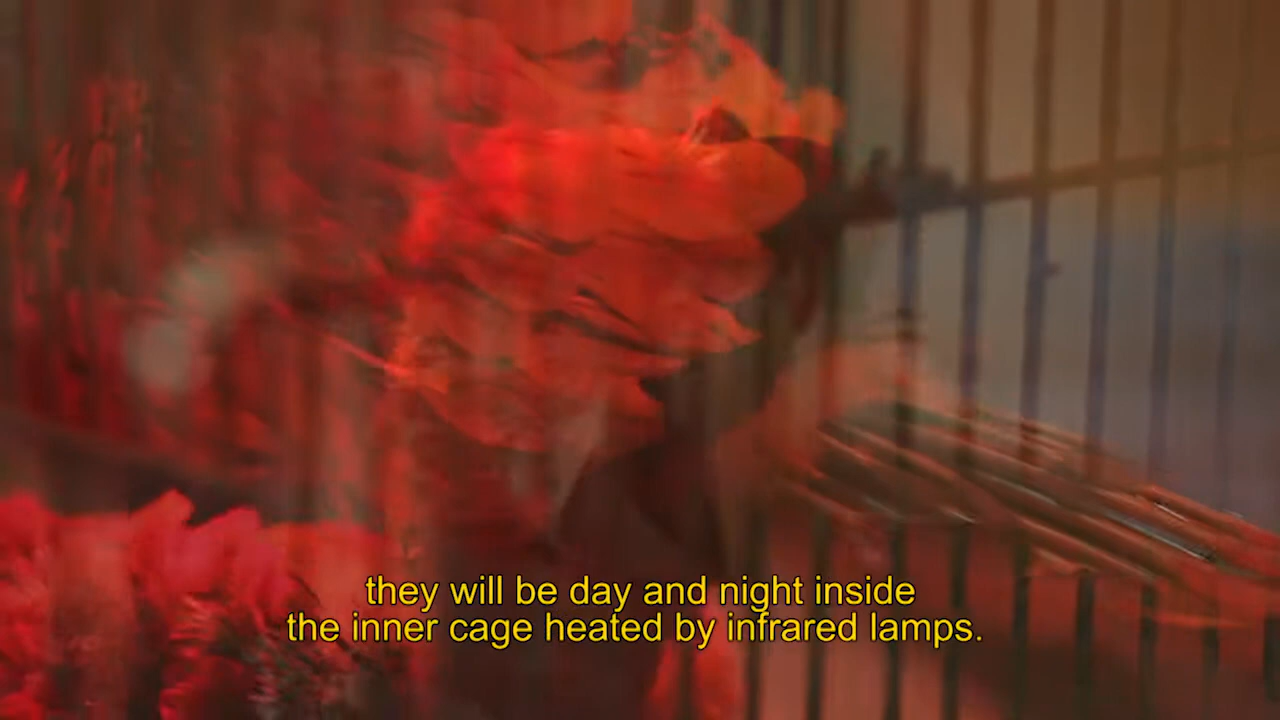 they will be day and night inside
the inner cage heated by infrared lamps.